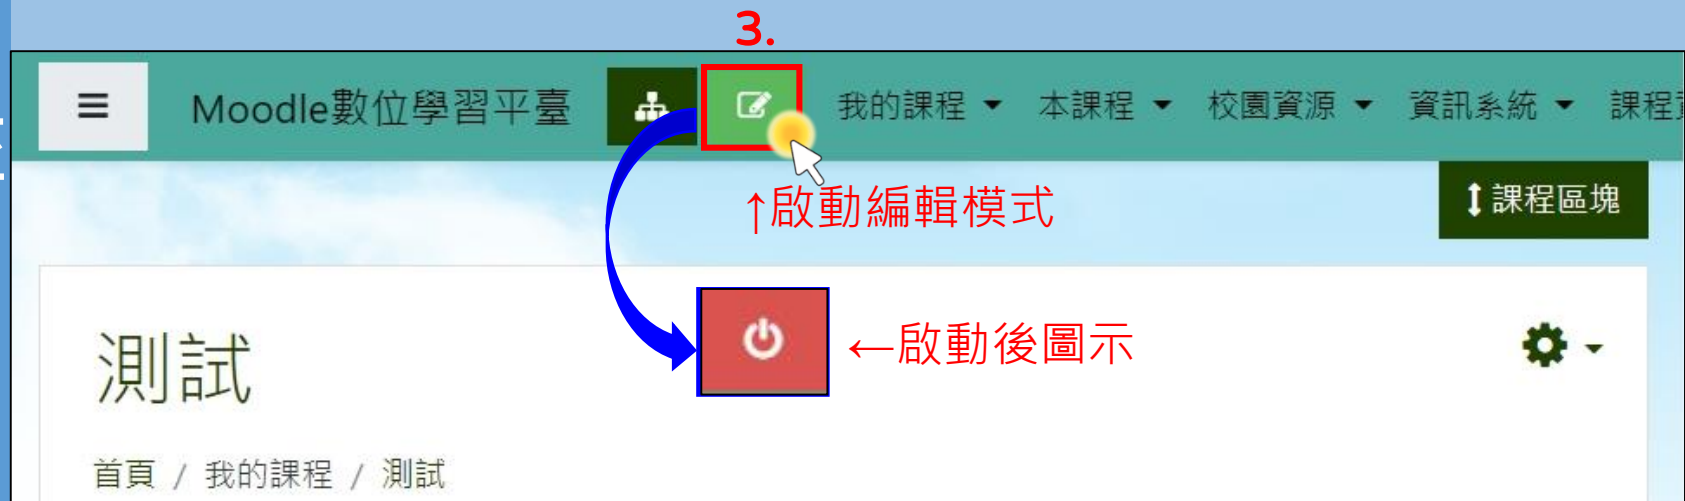 3.
Moodle數位學習平臺 我的課程 本課程 校園資源 資訊系統 課程
↑啟動編輯模式
課程區塊
測試
←啟動後圖示
首頁 / 我的課程 / 測試